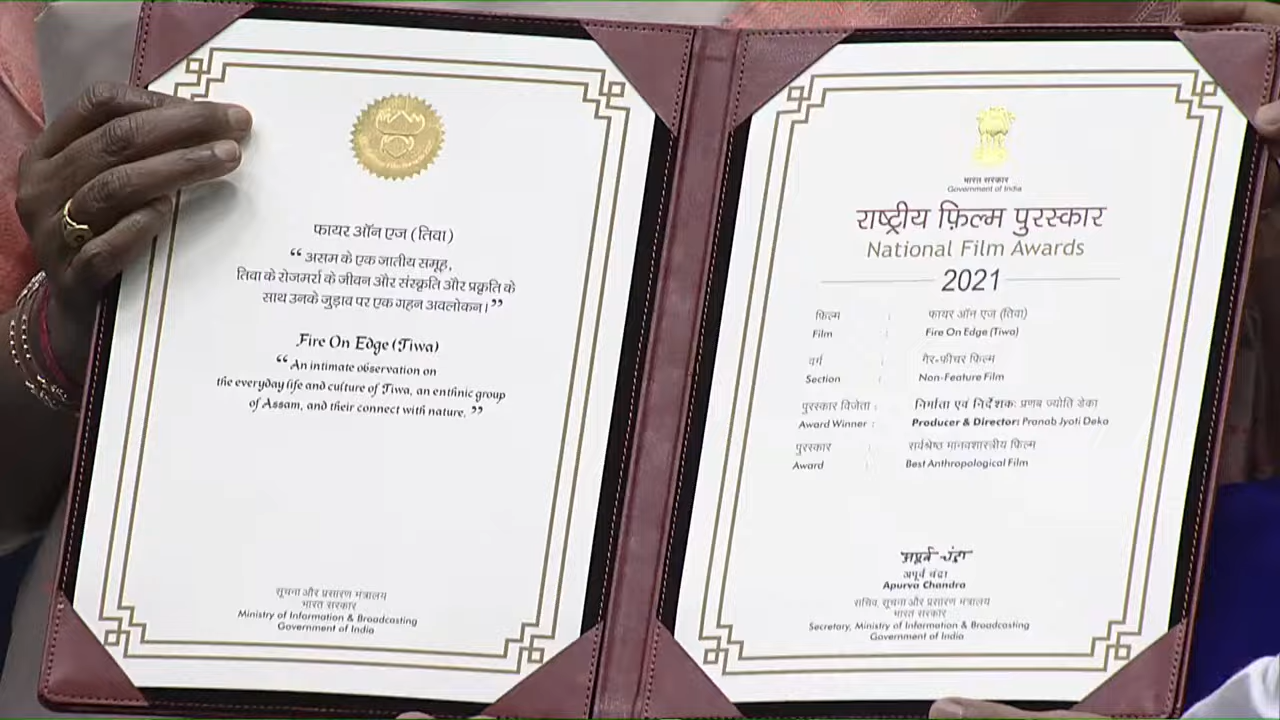 फायर ऑन एज (तिवा)
“ असम के एक जातीय समूह,
तिवा के रोजमर्रा के जीवन और संस्कृति और प्रकृति के
साथ उनके जुड़ाव पर एक गहन अवलोकन। ”
Fire On Edge (Tiwa)
“ An intimate observation on
the everyday life and culture of Tiwa, an enthnic group
of Assam, and their connect with nature. ”
सूचना और प्रसारण मंत्रालय
भारत सरकार
Ministry of Information & Broadcasting
Government of India
भारत सरकार
Government of India
राष्ट्रीय फ़िल्म पुरस्कार
National Film Awards
2021
फिल्म : फायर ऑन एज (तिवा)
Film : Fire On Edge (Tiwa)
वर्ग : गैर-फीचर फिल्म
Section : Non-Feature Film
पुरस्कार विजेता : निर्माता एवं निर्देशक: प्रणब ज्योति डेका
Award Winner : Producer & Director: Pranab Jyoti Deka
पुरस्कार : सर्वश्रेष्ठ मानवशास्त्रीय फिल्म
Award : Best Anthropological Film
अपूर्व चंद्रा
अपूर्व चंद्रा
Apurva Chandra
सचिव, सूचना और प्रसारण मंत्रालय
भारत सरकार
Secretary, Ministry of Information & Broadcasting
Government of India